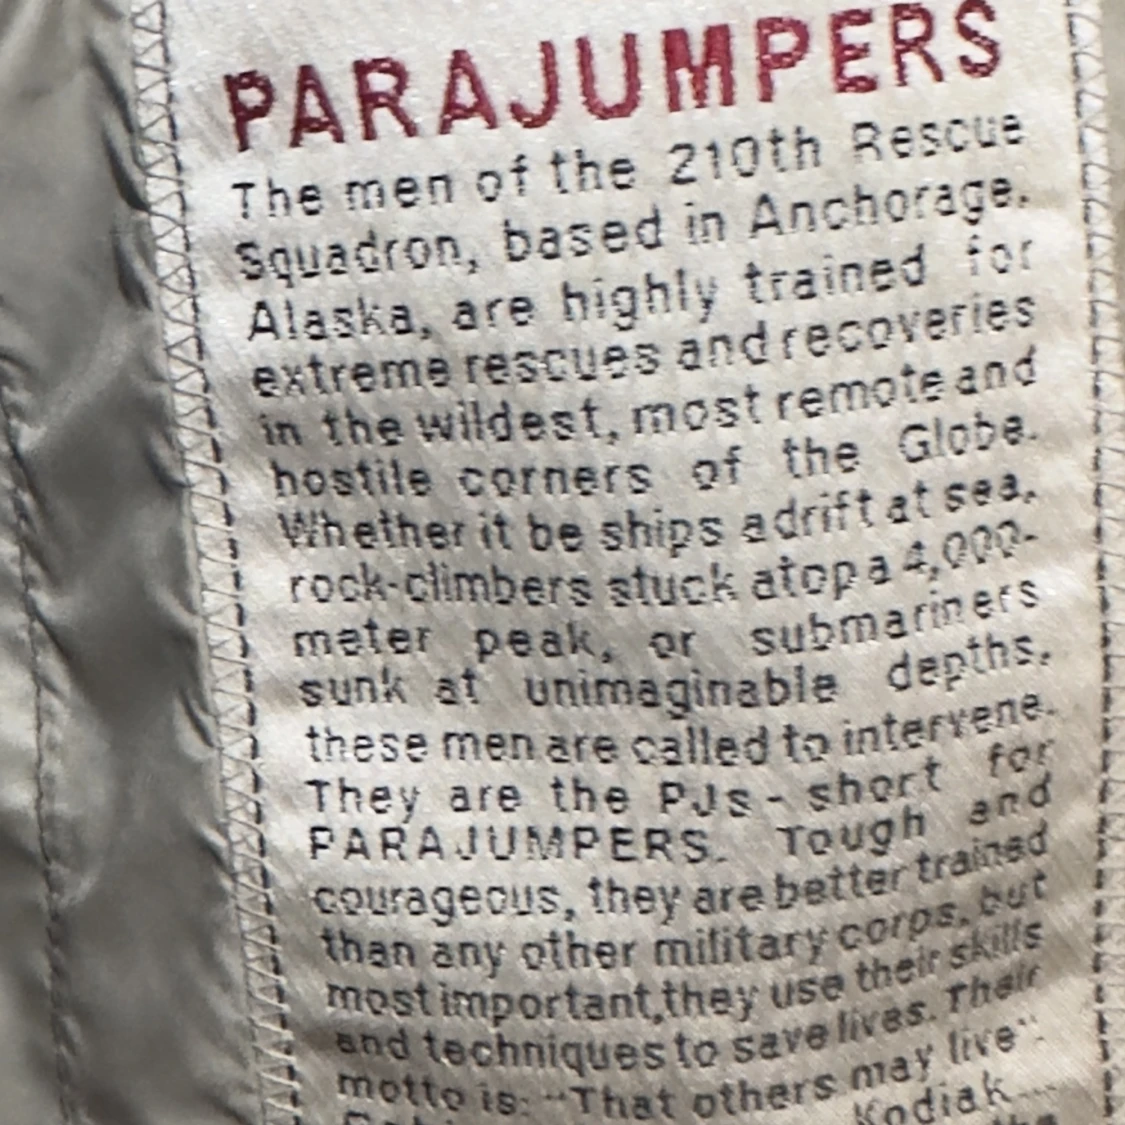 PARAJUMPERS
The men of the 210th Rescue
Squadron, based in Anchorage,
Alaska, are highly trained for
extreme rescues and recoveries
in the wildest, most remote and
hostile corners of the Globe.
Whether it be ships adrift at sea,
rock-climbers stuck atop a 4,000-
meter peak, or submariners
sunk at unimaginable depths,
these men are called to intervene.
They are the PJs - short for
PARAJUMPERS. Tough and
courageous, they are better trained
than any other military corps, but
most important,they use their skills
and techniques to save lives. Their
motto is: "That others may live".
Kodiak
the